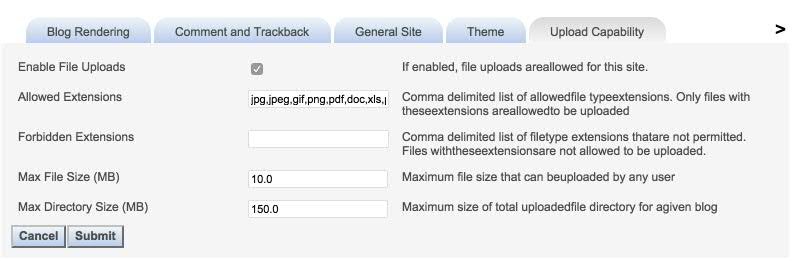 Blog Rendering Comment and Trackback General Site Theme Upload Capability >
Enable File Uploads If enabled, file uploads areallowed for this site.
Allowed Extensions jpg,jpeg,gif,png,pdf,doc,xls, Comma delimited list of allowedfile typeextensions. Only files with
theseextensions areallowedto be uploaded
Forbidden Extensions Comma delimited list of filetype extensions thatare not permitted.
Files withtheseextensionsare not allowed to be uploaded.
Max File Size (MB) 10.0 Maximum file size that can beuploaded by any user
Max Directory Size (MB) 150.0 Maximum size of total uploadedfile directory for agiven blog
Cancel Submit